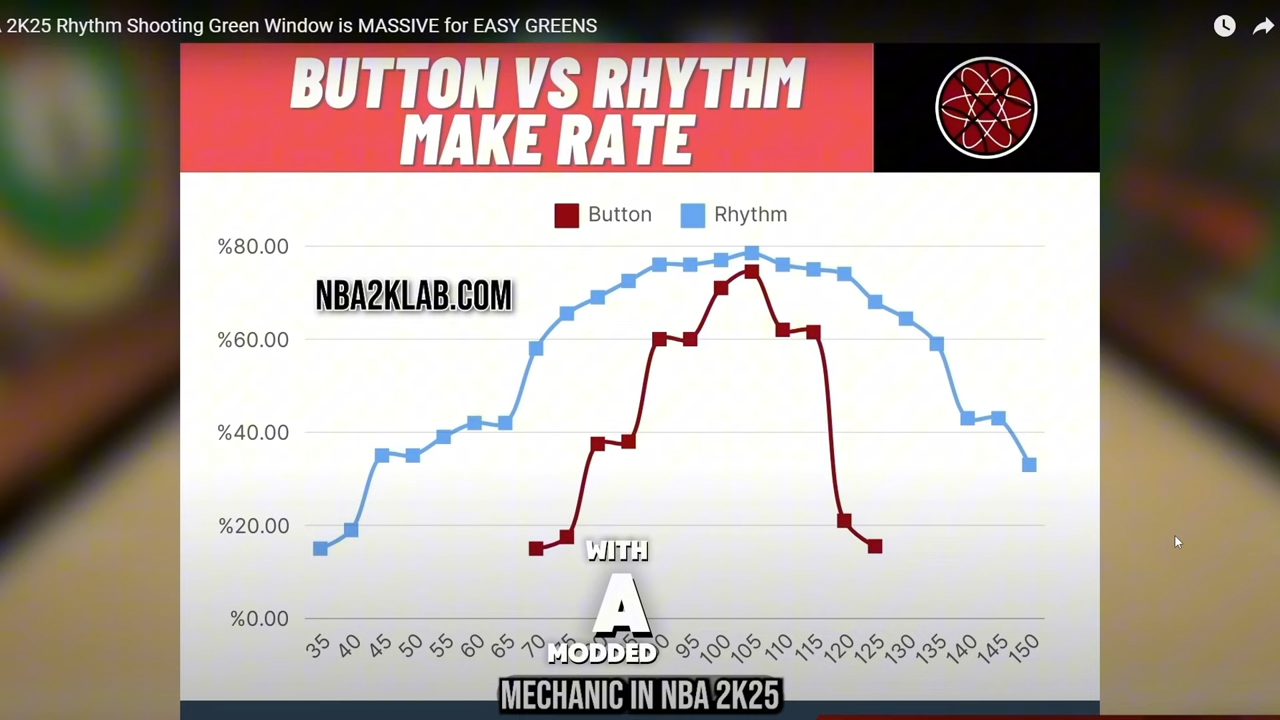 2K25 Rhythm Shooting Green Window is MASSIVE for EASY GREENS
BUTTON VS RHYTHM
MAKE RATE
Button Rhythm
%80.00
NBA2KLAB.COM
%60.00
%40.00
%20.00
%0.00
35 40 45 50 55 60 65 70 95 100 105 110 115 120 125 130 135 140 145 150
WITH
A
MODDED
MECHANIC IN NBA 2K25